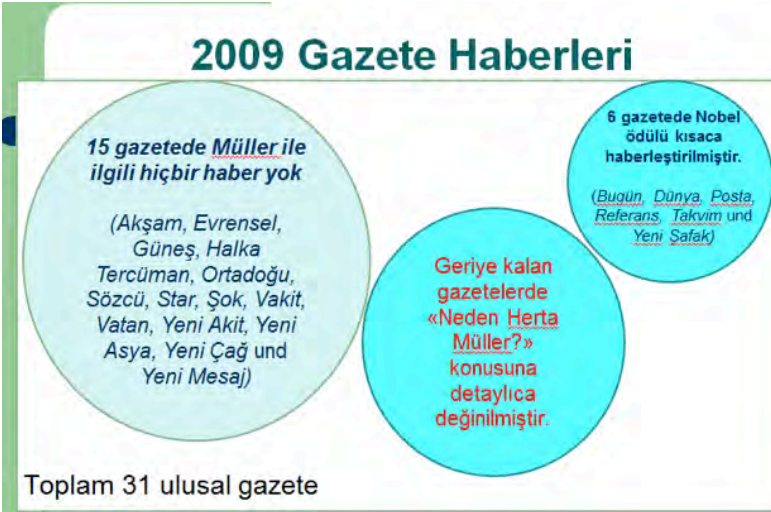 2009 Gazete Haberleri
15 gazetede Müller ile
ilgili hiçbir haber yok
(Akşam, Evrensel,
Güneş, Halka
Tercüman, Ortadoğu,
Sözcü, Star, Şok, Vakit,
Vatan, Yeni Akit, Yeni
Asya, Yeni Çağ und
Yeni Mesaj)
Geriye kalan
gazetelerde
«Neden Herta
Müller?»
konusuna
detaylıca
değinilmiştir.
6 gazetede Nobel
ödülü kısaca
haberleştirilmiştir.
(Bugün, Dünya, Posta,
Referans, Takvim und
Yeni Şafak)
Toplam 31 ulusal gazete